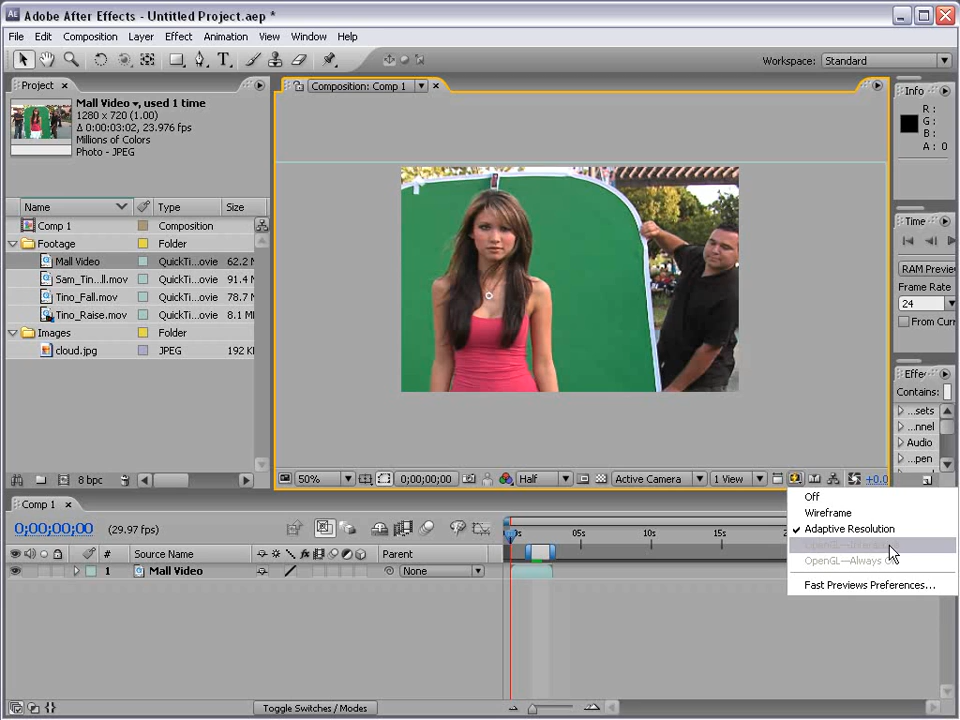 Adobe After Effects - Untitled Project.aep *
File Edit Composition Layer Effect Animation View Window Help
Workspace: Standard
Project
Mall Video, used 1 time
1280 x 720 (1.00)
Δ 0:00:03:02, 23.976 fps
Millions of Colors
Photo - JPEG
Name Type Size
Comp 1 Composition
Footage Folder
Mall Video QuickTi...ovie 62.2
Sam_Tin...ll.mov QuickTi...ovie 91.4
Tino_Fall.mov QuickTi...ovie 78.7
Tino_Raise.mov QuickTi...ovie 8.1 M
Images Folder
cloud.jpg JPEG 192 K
8 bpc
Composition: Comp 1
50% 0;00;00;00 Half Active Camera 1 View +0.0
Info
R :
G :
B :
A : 0
Time
RAM Preview
Frame Rate
24
From Curr
Effe
Contains:
...sets
...nnel
Audio
...pen
Off
Wireframe
Adaptive Resolution
OpenGL—Always On
Fast Previews Preferences...
Comp 1
0;00;00;00 (29.97 fps)
0s 05s 10s 15s
# Source Name Parent
1 Mall Video None
Toggle Switches / Modes